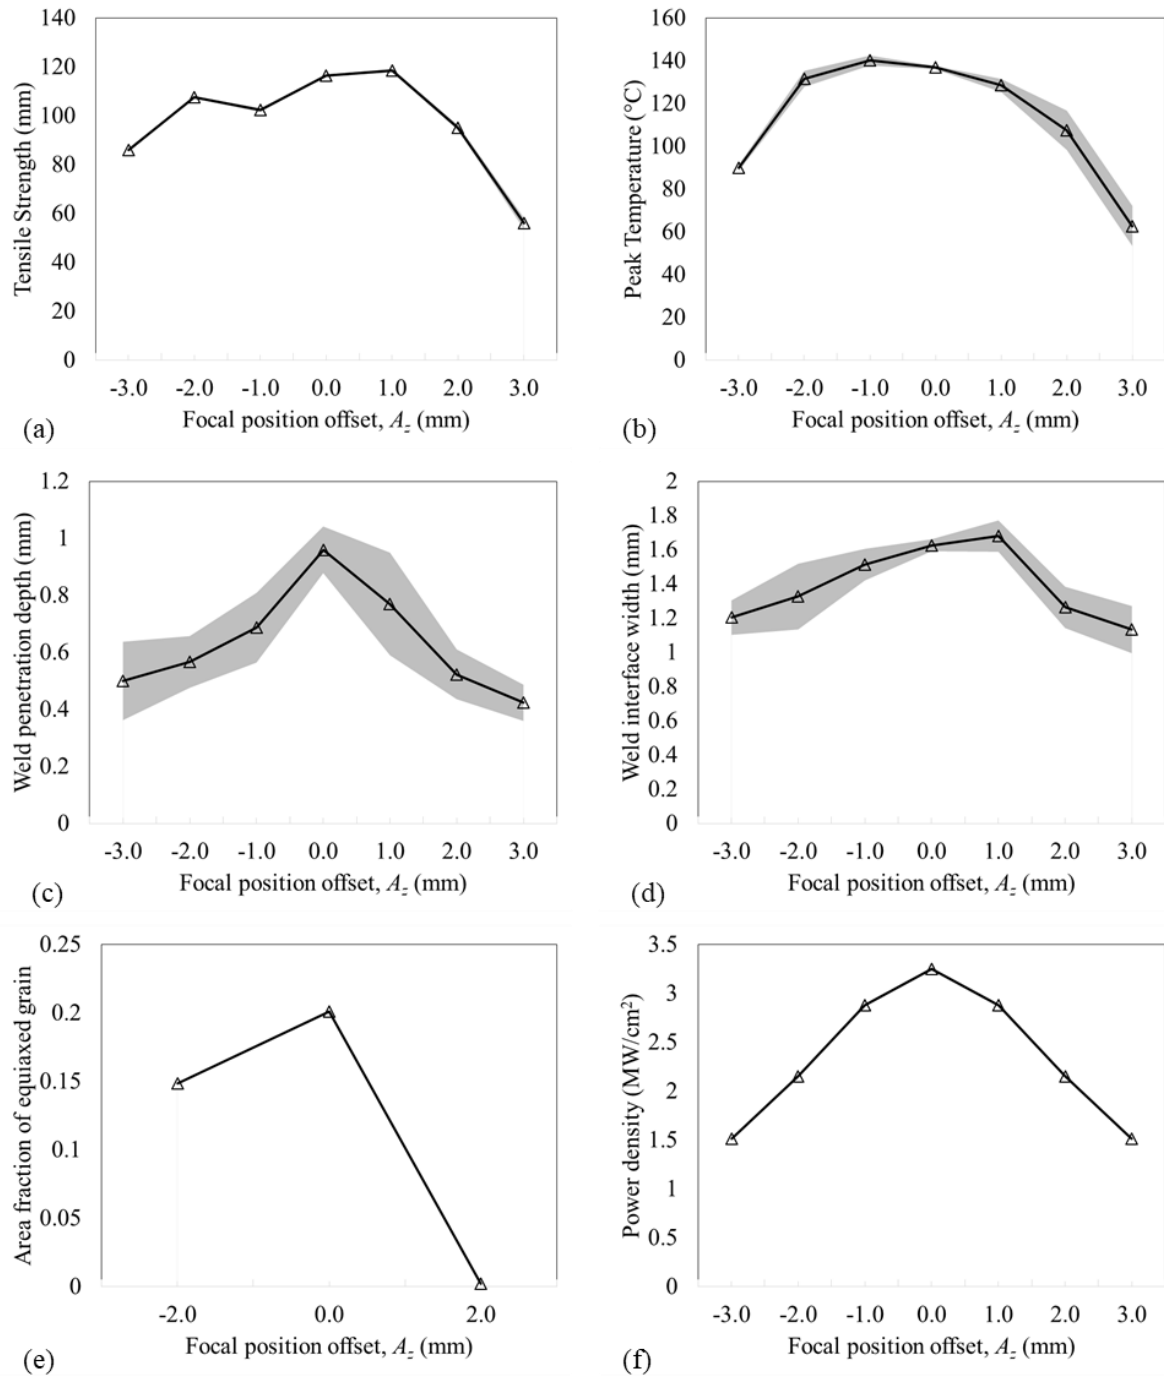 Tensile Strength (mm)
140
120
100
80
60
40
20
0
-3.0 -2.0 -1.0 0.0 1.0 2.0 3.0
Focal position offset, A_z (mm)
(a)
Peak Temperature (°C)
160
140
120
100
80
60
40
20
0
-3.0 -2.0 -1.0 0.0 1.0 2.0 3.0
Focal position offset, A_z (mm)
(b)
Weld penetration depth (mm)
1.2
1
0.8
0.6
0.4
0.2
0
-3.0 -2.0 -1.0 0.0 1.0 2.0 3.0
Focal position offset, A_z (mm)
(c)
Weld interface width (mm)
2
1.8
1.6
1.4
1.2
1
0.8
0.6
0.4
0.2
0
-3.0 -2.0 -1.0 0.0 1.0 2.0 3.0
Focal position offset, A_z (mm)
(d)
Area fraction of equiaxed grain
0.25
0.2
0.15
0.1
0.05
0
-2.0 0.0 2.0
Focal position offset, A_z (mm)
(e)
Power density (MW/cm²)
3.5
3
2.5
2
1.5
1
0.5
0
-3.0 -2.0 -1.0 0.0 1.0 2.0 3.0
Focal position offset, A_z (mm)
(f)